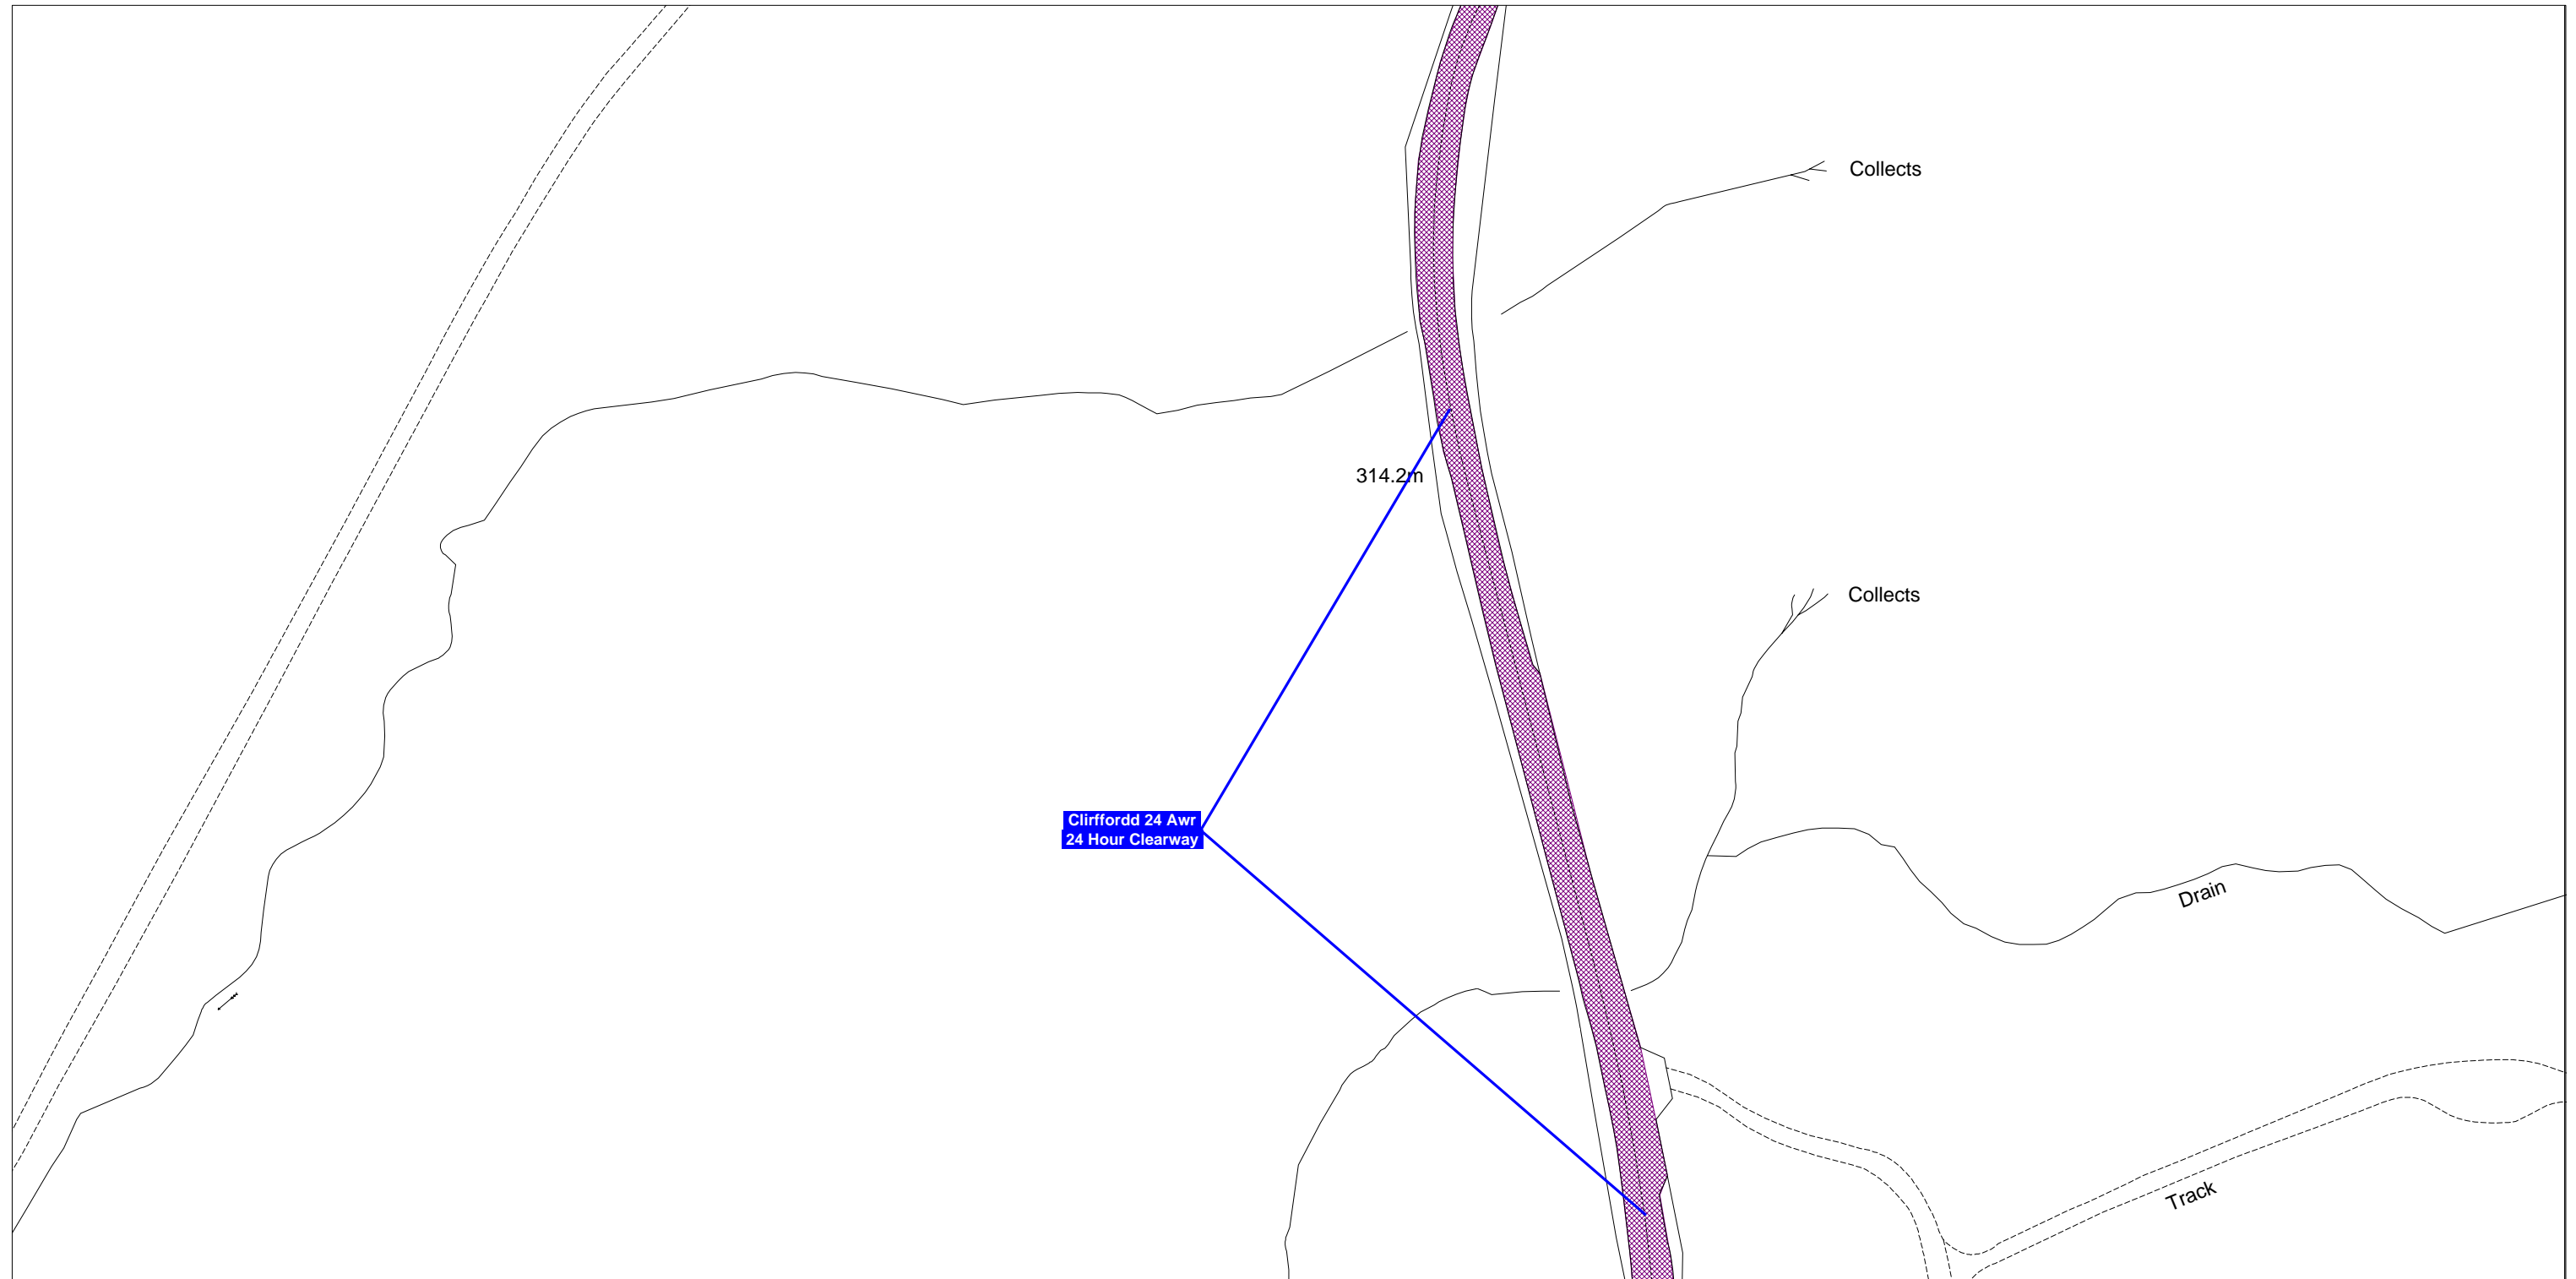 Collects
314.2m
Collects
Clirffordd 24 Awr
24 Hour Clearway
Drain
Track